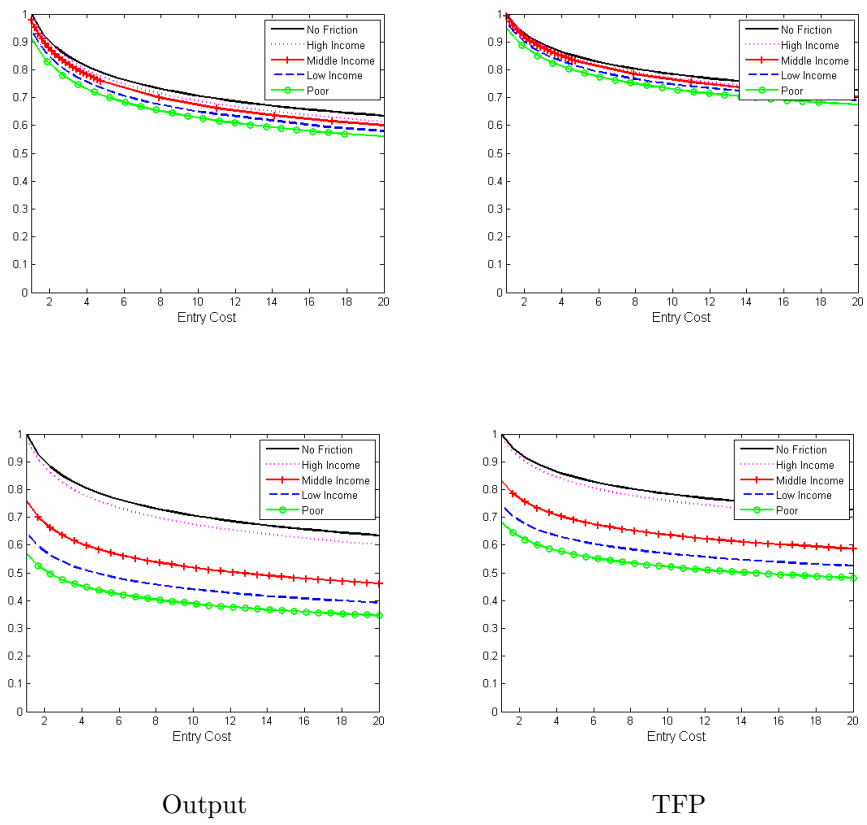 1
0.9
0.8
0.7
0.6
0.5
0.4
0.3
0.2
0.1
0
2 4 6 8 10 12 14 16 18 20
Entry Cost
No Friction
High Income
Middle Income
Low Income
Poor
1
0.9
0.8
0.7
0.6
0.5
0.4
0.3
0.2
0.1
0
2 4 6 8 10 12 14 16 18 20
Entry Cost
No Friction
High Income
Middle Income
Low Income
Poor
1
0.9
0.8
0.7
0.6
0.5
0.4
0.3
0.2
0.1
0
2 4 6 8 10 12 14 16 18 20
Entry Cost
No Friction
High Income
Middle Income
Low Income
Poor
1
0.9
0.8
0.7
0.6
0.5
0.4
0.3
0.2
0.1
0
2 4 6 8 10 12 14 16 18 20
Entry Cost
No Friction
High Income
Middle Income
Low Income
Poor
Output
TFP